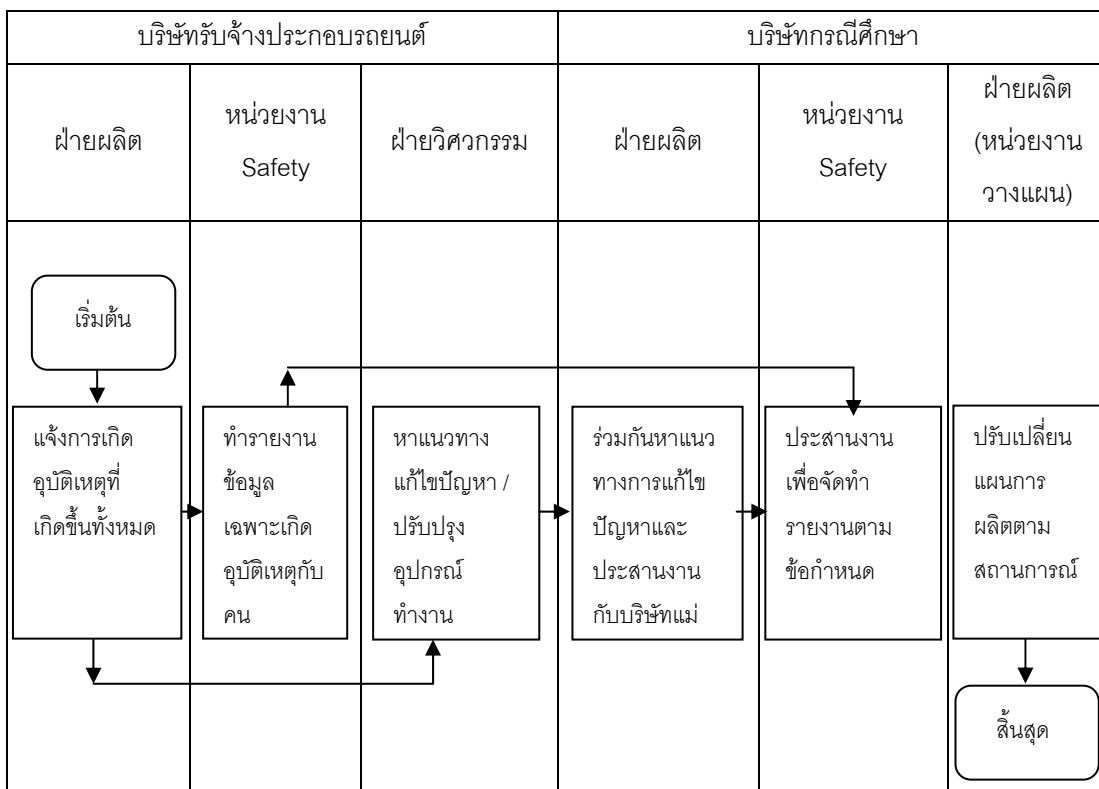 บริษัทรับจ้างประกอบรถยนต์
บริษัทกรณีศึกษา
ฝ่ายผลิต
หน่วยงาน
Safety
ฝ่ายวิศวกรรม
ฝ่ายผลิต
หน่วยงาน
Safety
ฝ่ายผลิต
(หน่วยงาน
วางแผน)
เริ่มต้น
แจ้งการเกิด
อุบัติเหตุที่
เกิดขึ้นทั้งหมด
ทำรายงาน
ข้อมูล
เฉพาะเกิด
อุบัติเหตุกับ
คน
หาแนวทาง
แก้ไขปัญหา /
ปรับปรุง
อุปกรณ์
ทำงาน
ร่วมกันหาแนว
ทางการแก้ไข
ปัญหาและ
ประสานงาน
กับบริษัทแม่
ประสานงาน
เพื่อจัดทำ
รายงานตาม
ข้อกำหนด
ปรับเปลี่ยน
แผนการ
ผลิตตาม
สถานการณ์
สิ้นสุด